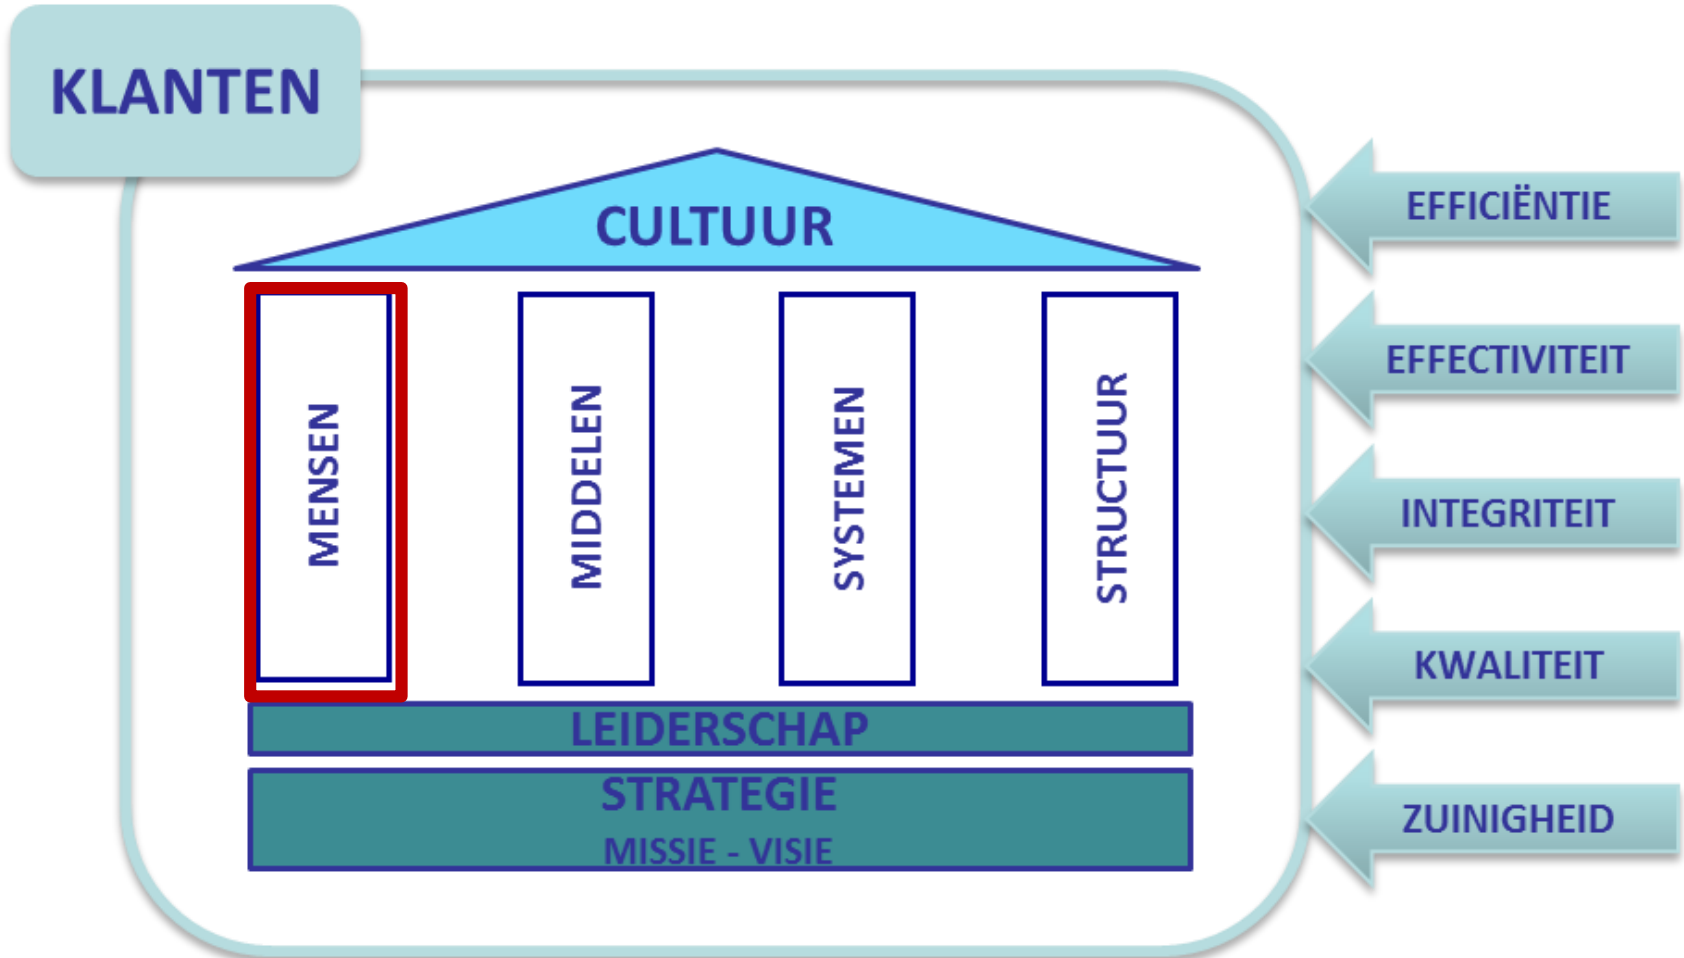 KLANTEN
CULTUUR
MENSEN
MIDDELEN
SYSTEMEN
STRUCTUUR
LEIDERSCHAP
STRATEGIE
MISSIE - VISIE
EFFICIËNTIE
EFFECTIVITEIT
INTEGRITEIT
KWALITEIT
ZUINIGHEID